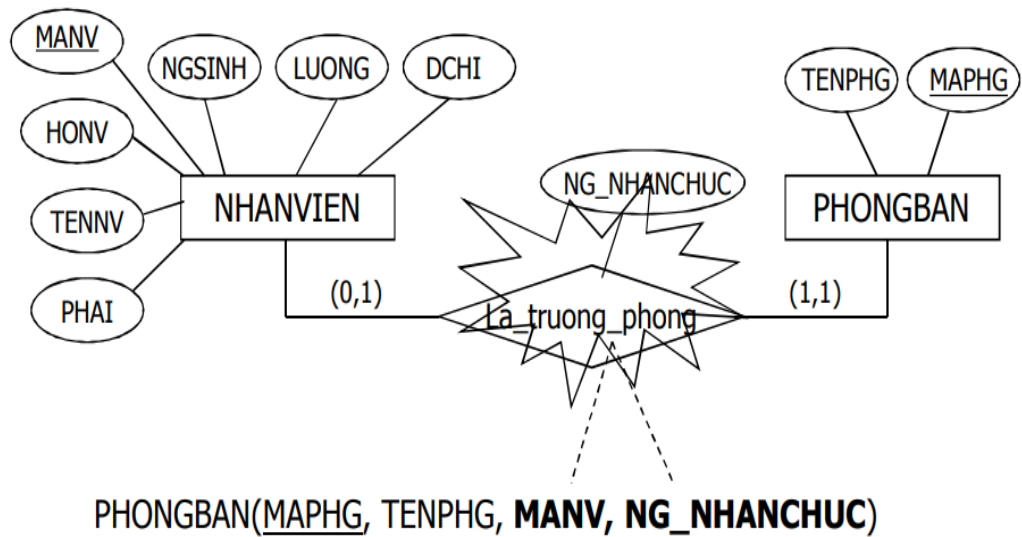 MANV
NGSINH
LUONG
DCHI
TENPHG
MAPHG
HONV
NG_NHANCHUC
TENNV
NHANVIEN
PHONGBAN
PHAI
(0,1)
(1,1)
La_truong_phong
PHONGBAN(MAPHG, TENPHG, MANV, NG_NHANCHUC)